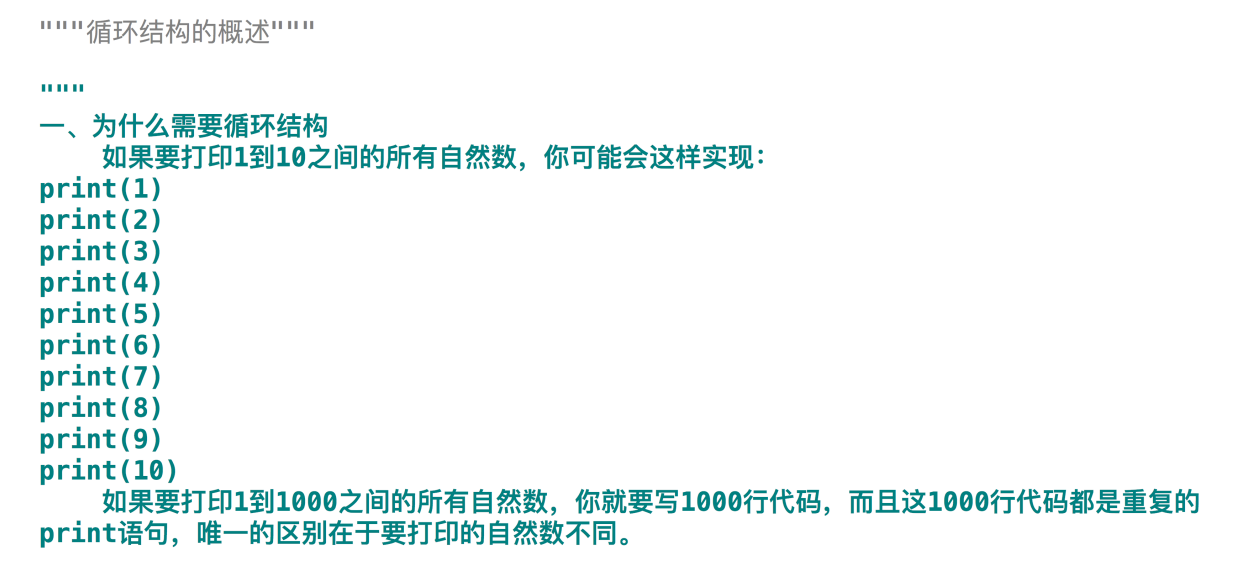 """循环结构的概述"""
"""
一、为什么需要循环结构
如果要打印1到10之间的所有自然数，你可能会这样实现：
print(1)
print(2)
print(3)
print(4)
print(5)
print(6)
print(7)
print(8)
print(9)
print(10)
如果要打印1到1000之间的所有自然数，你就要写1000行代码，而且这1000行代码都是重复的
print语句，唯一的区别在于要打印的自然数不同。